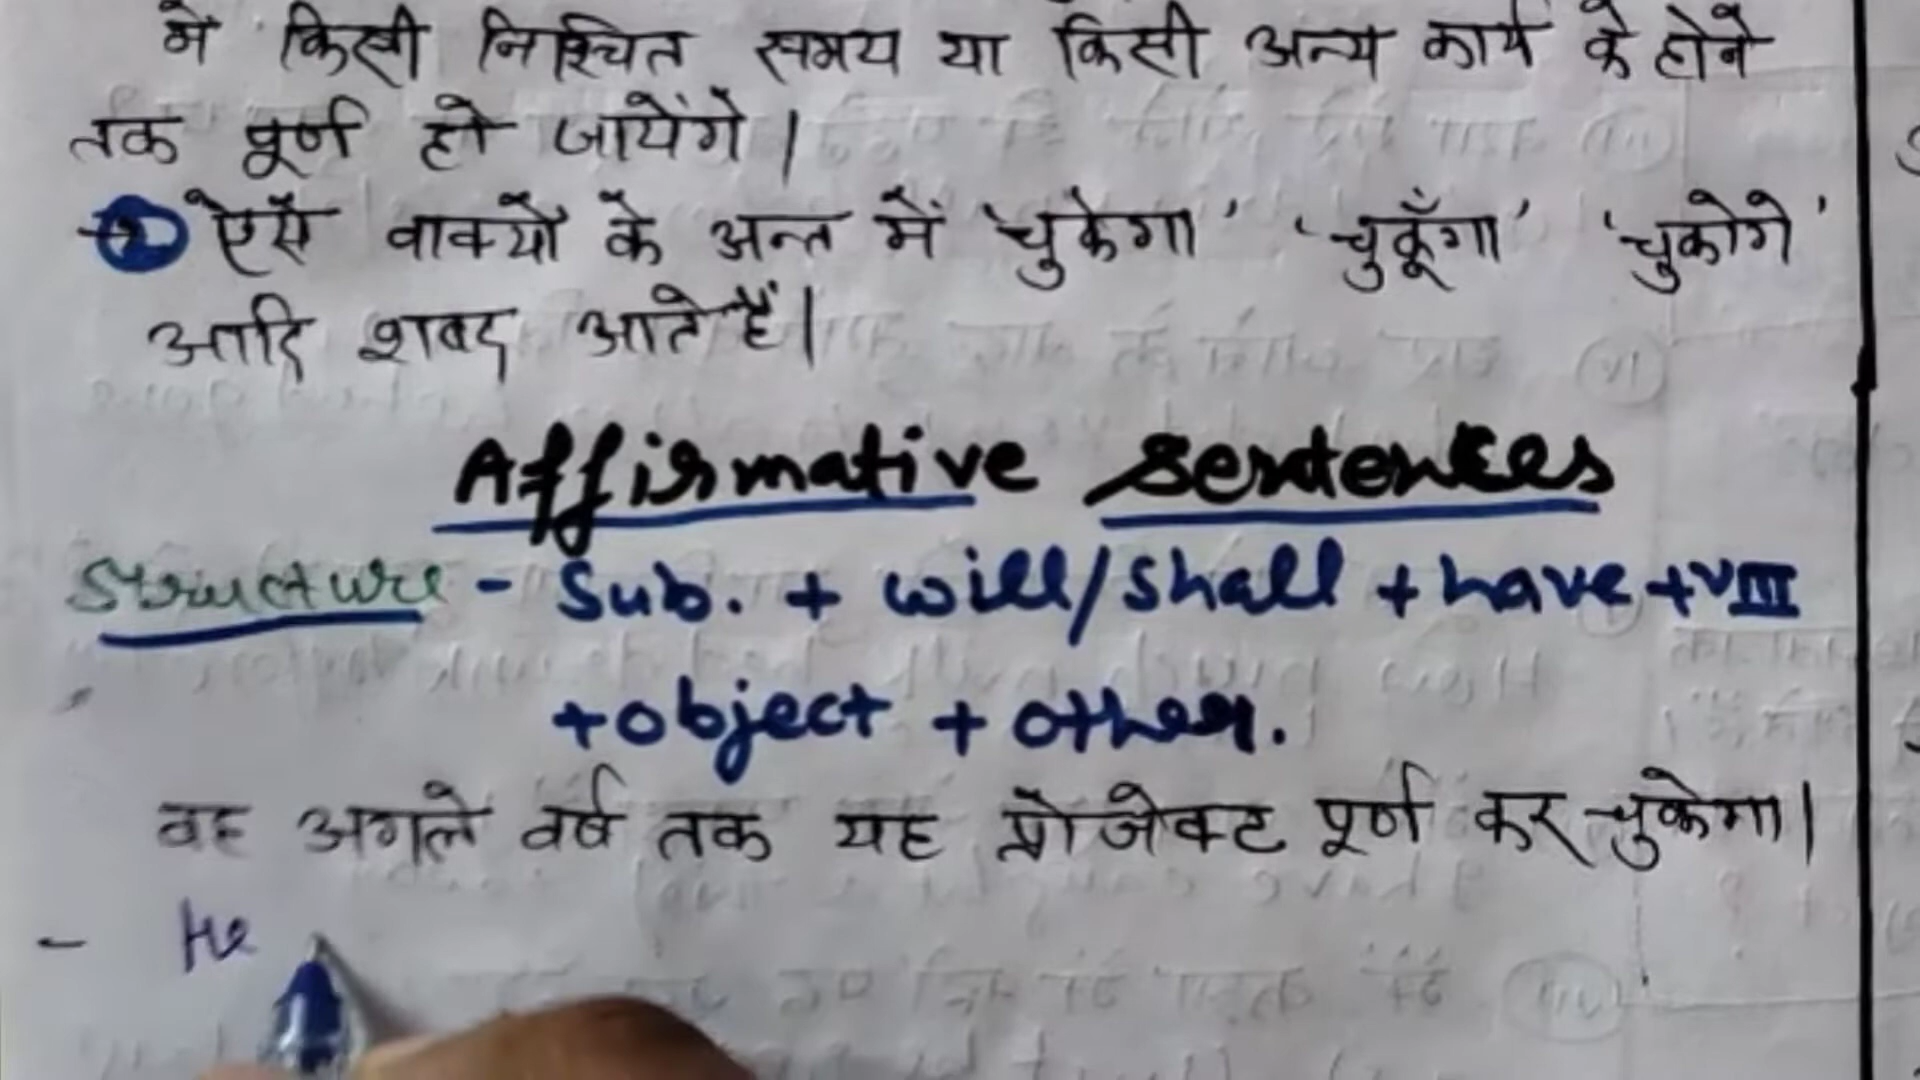 में किसी निश्चित समय या किसी अन्य कार्य के होने
तक पूर्ण हो जायेंगे।
→ ऐसे वाक्यों के अन्त में 'चुकेगा' 'चुकूँगा' 'चुकोगे'
आदि शब्द आते हैं।
Affirmative Sentences
Structure - Sub. + will/shall + have + VIII
+ object + other.
वह अगले वर्ष तक यह प्रोजेक्ट पूर्ण कर चुकेगा।
- He